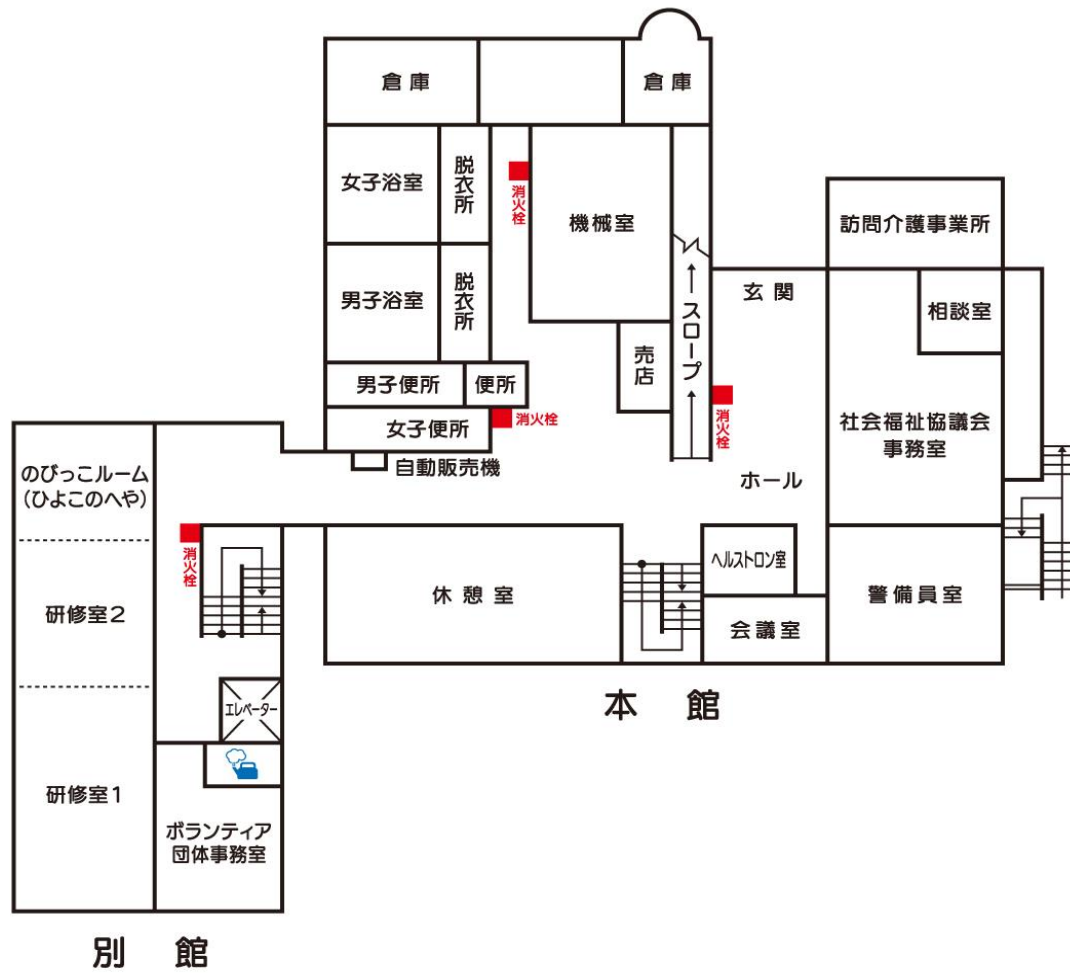 倉庫
倉庫
女子浴室
脱衣所
消火栓
機械室
訪問介護事業所
男子浴室
脱衣所
スロープ
玄関
相談室
売店
男子便所
便所
消火栓
消火栓
女子便所
社会福祉協議会
事務室
自動販売機
のびっこルーム
(ひよこのへや)
ホール
消火栓
ヘルストロン室
休憩室
警備員室
研修室2
会議室
エレベーター
本館
研修室1
ボランティア
団体事務室
別館